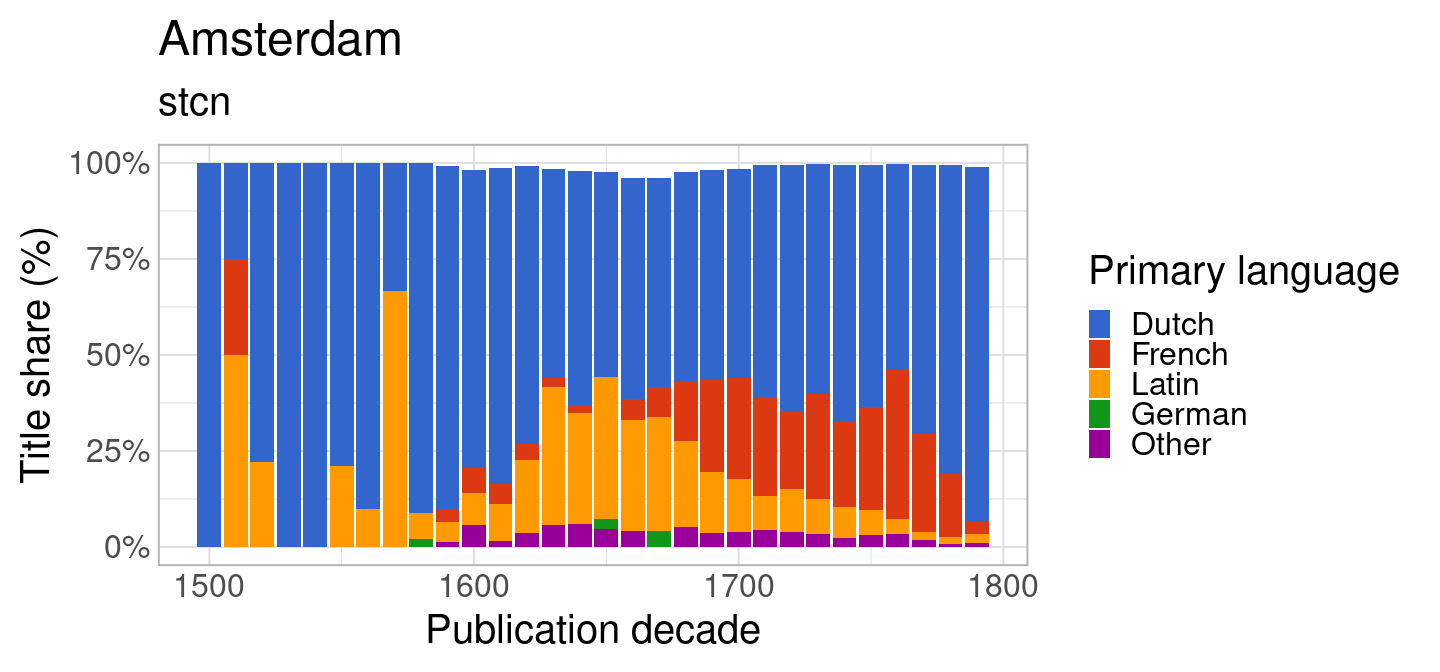 Amsterdam
stcn
100%
75%
50%
25%
0%
Title share (%)
1500
1600
1700
1800
Publication decade
Primary language
Dutch
French
Latin
German
Other